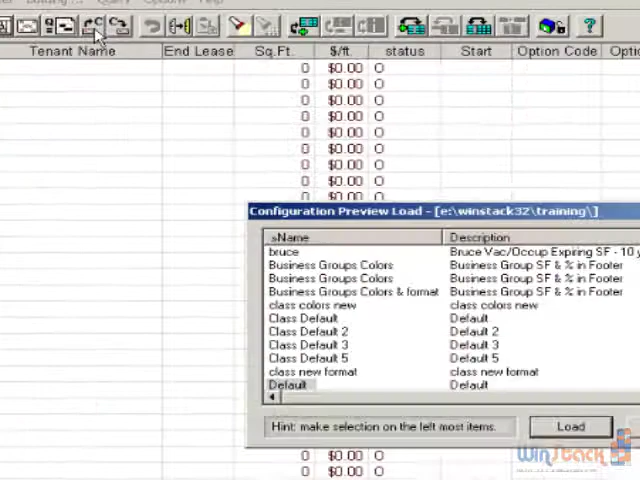 Query
Tenant Name End Lease Sq.Ft. $/ft. status Start Option Code
0 $0.00 O
0 $0.00 O
0 $0.00 O
0 $0.00 O
0 $0.00 O
0 $0.00 O
0 $0.00 O
0 $0.00 O
0 $0.00 O
Configuration Preview Load - [e:\winstack32\training\]
»Name Description
bruce Bruce Vac/Occup Expiring SF - 10 y
Business Groups Colors Business Group SF & % in Footer
Business Groups Colors Business Group SF & % in Footer
Business Groups Colors & format Business Group SF & % in Footer
class colors new class colors new
Class Default Default
Class Default 2 Default 2
Class Default 3 Default 3
Class Default 5 Default 5
class new format class new format
Default Default
Hint: make selection on the left most items. Load
WinStack
0 $0.00 O
0 $0.00 O